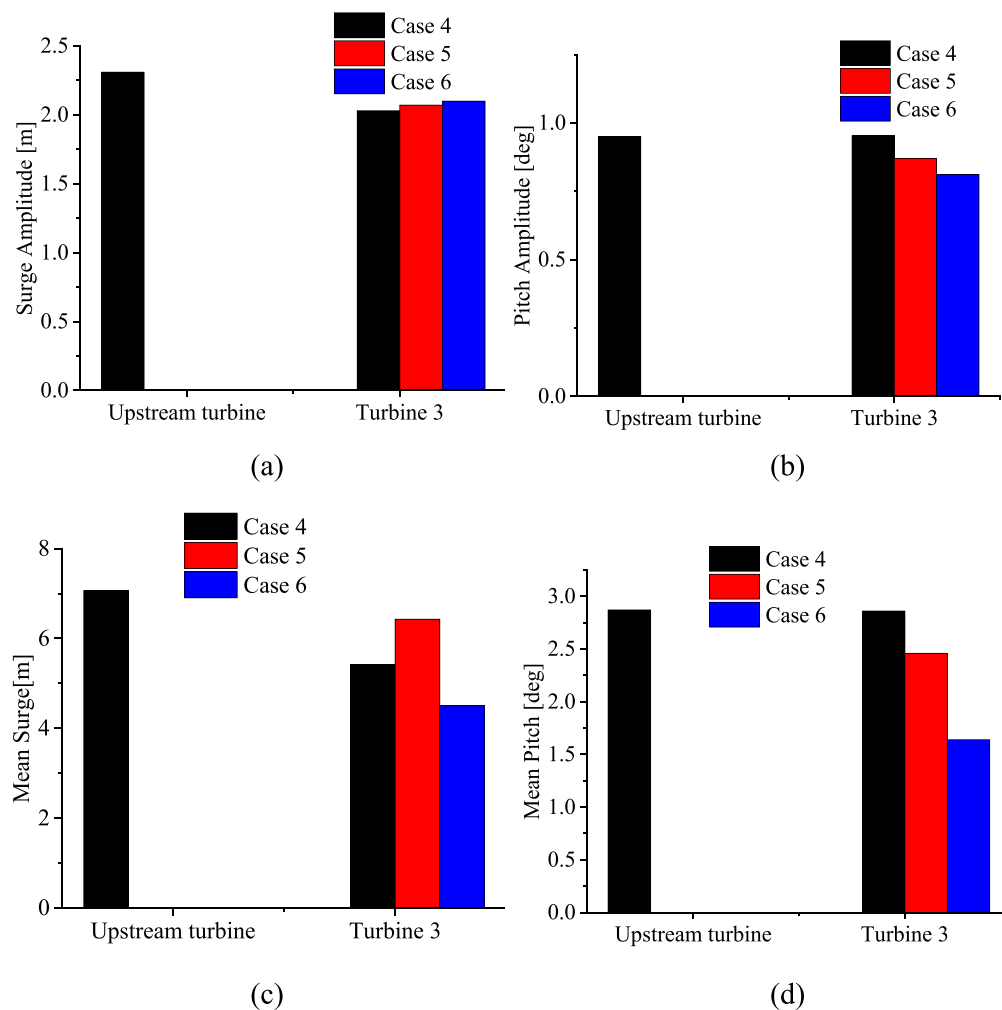 Case 4
Case 5
Case 6
2.5
2.0
1.5
1.0
0.5
0.0
Surge Amplitude [m]
Upstream turbine
Turbine 3
(a)
Case 4
Case 5
Case 6
1.0
0.5
0.0
Pitch Amplitude [deg]
Upstream turbine
Turbine 3
(b)
Case 4
Case 5
Case 6
8
6
4
2
0
Mean Surge[m]
Upstream turbine
Turbine 3
(c)
Case 4
Case 5
Case 6
3.0
2.5
2.0
1.5
1.0
0.5
0.0
Mean Pitch [deg]
Upstream turbine
Turbine 3
(d)